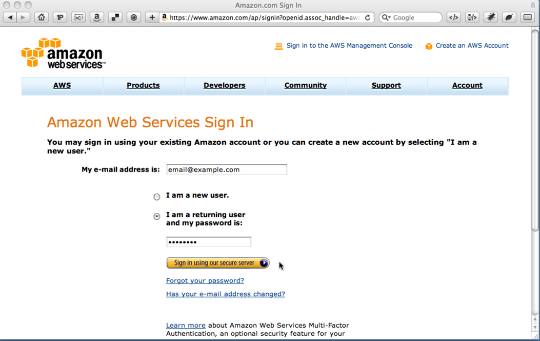 Amazon.com Sign In
https://www.amazon.com/ap/signin?openid.assoc_handle=aws
Google
amazon
web services™
Sign in to the AWS Management Console
Create an AWS Account
AWS Products Developers Community Support Account
Amazon Web Services Sign In
You may sign in using your existing Amazon account or you can create a new account by selecting "I am a
new user."
My e-mail address is: email@example.com
I am a new user.
I am a returning user
and my password is:
••••••••
Sign in using our secure server
Forgot your password?
Has your e-mail address changed?
Learn more about Amazon Web Services Multi-Factor
Authentication, an optional security feature for your